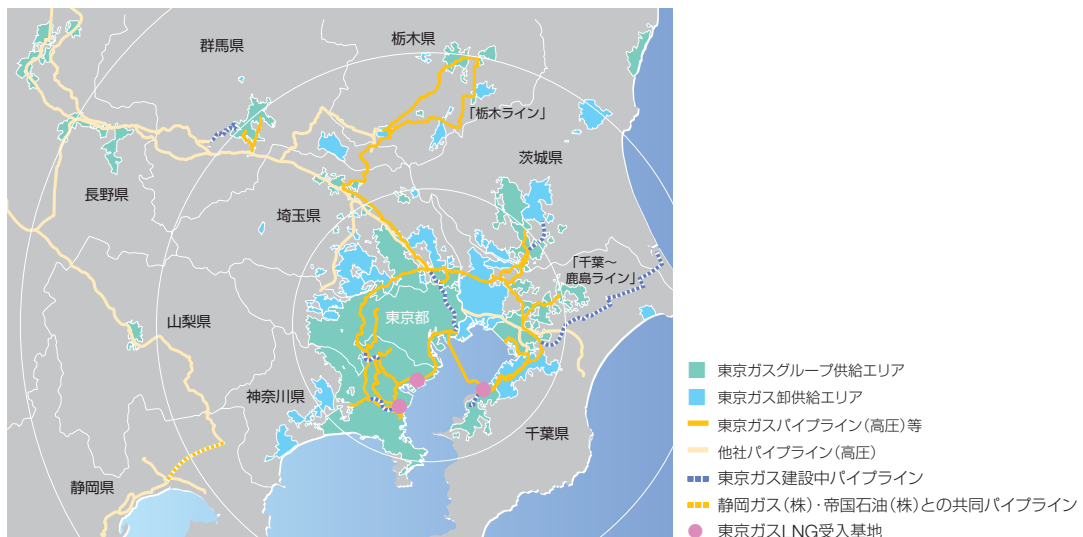 群馬県
栃木県
「栃木ライン」
茨城県
長野県
埼玉県
「千葉～
鹿島ライン」
山梨県
東京都
神奈川県
千葉県
静岡県
東京ガスグループ供給エリア
東京ガス卸供給エリア
東京ガスパイプライン（高圧）等
他社パイプライン（高圧）
東京ガス建設中パイプライン
静岡ガス（株）・帝国石油（株）との共同パイプライン
東京ガスLNG受入基地